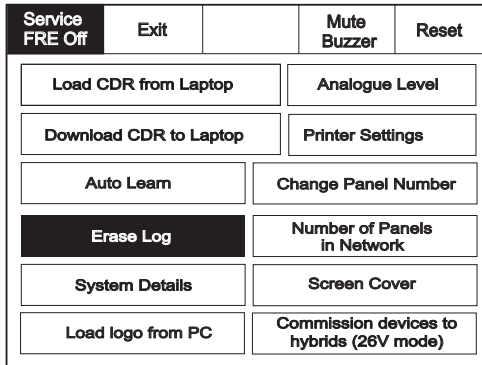 Service
FRE Off
Exit
Mute
Buzzer
Reset
Load CDR from Laptop
Analogue Level
Download CDR to Laptop
Printer Settings
Auto Learn
Change Panel Number
Erase Log
Number of Panels
in Network
System Details
Screen Cover
Load logo from PC
Commission devices to
hybrids (26V mode)